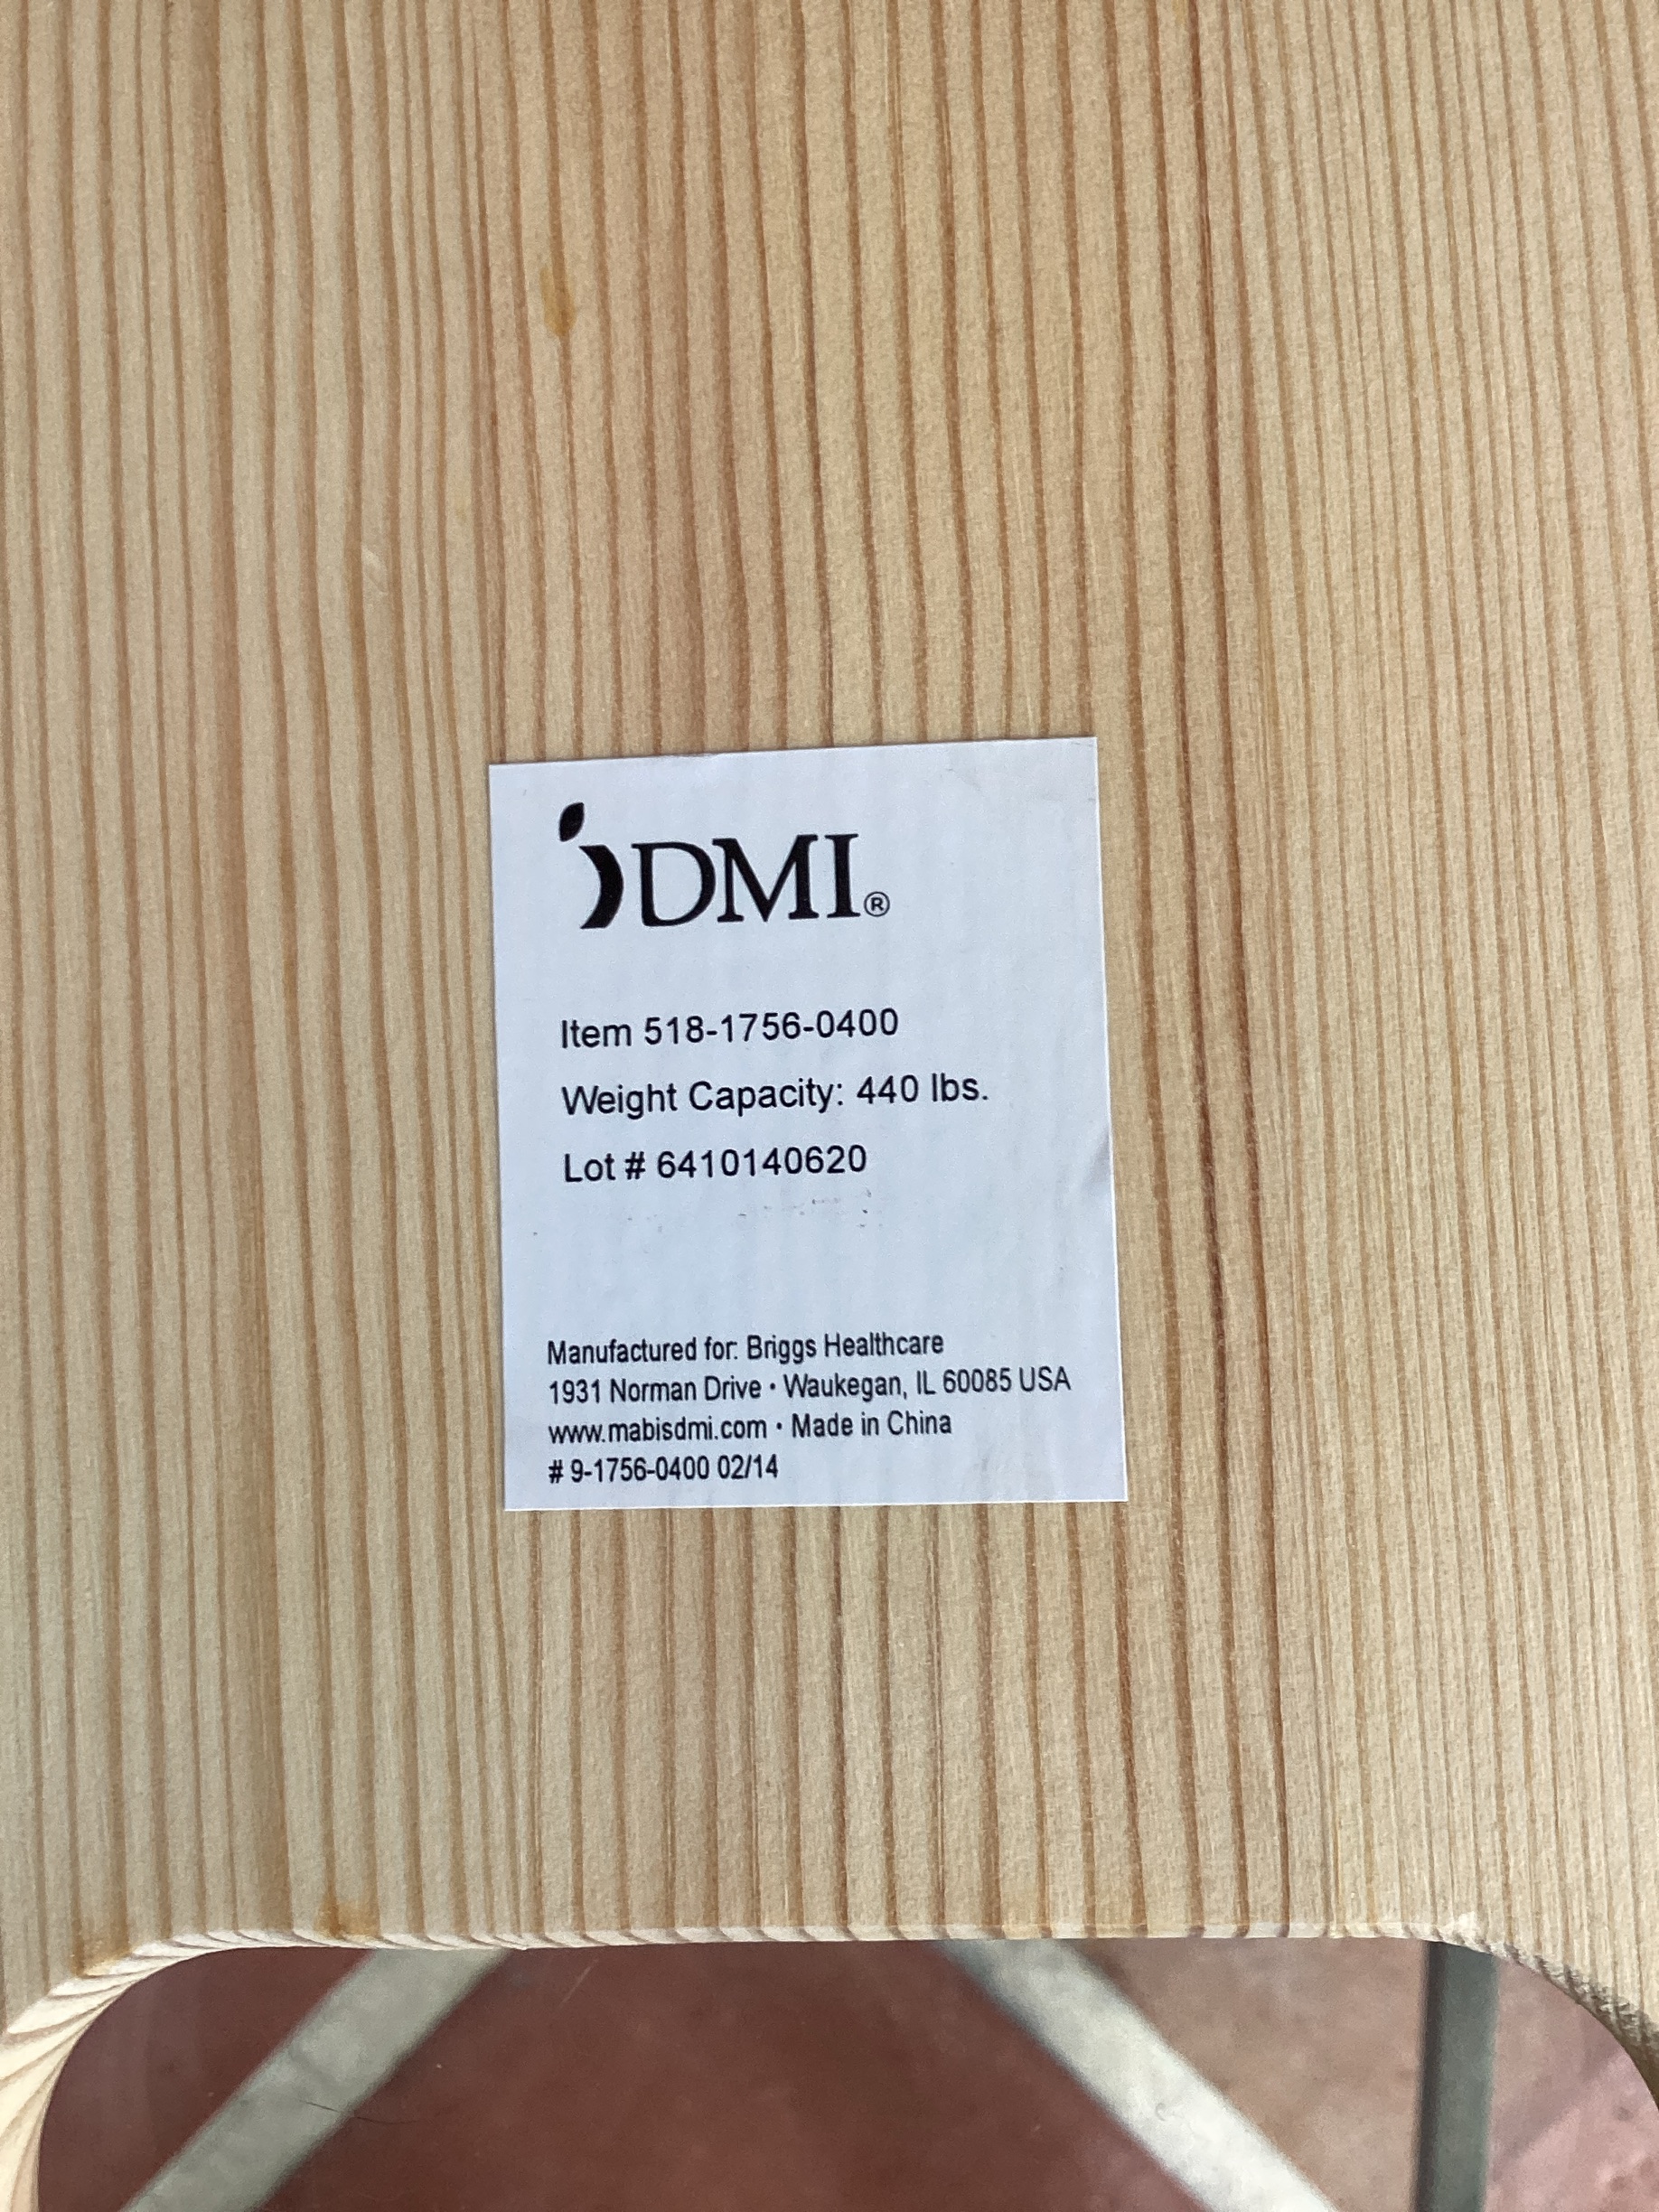 DMI®
Item 518-1756-0400
Weight Capacity: 440 lbs.
Lot # 6410140620
Manufactured for: Briggs Healthcare
1931 Norman Drive • Waukegan, IL 60085 USA
www.mabisdmi.com • Made in China
# 9-1756-0400 02/14